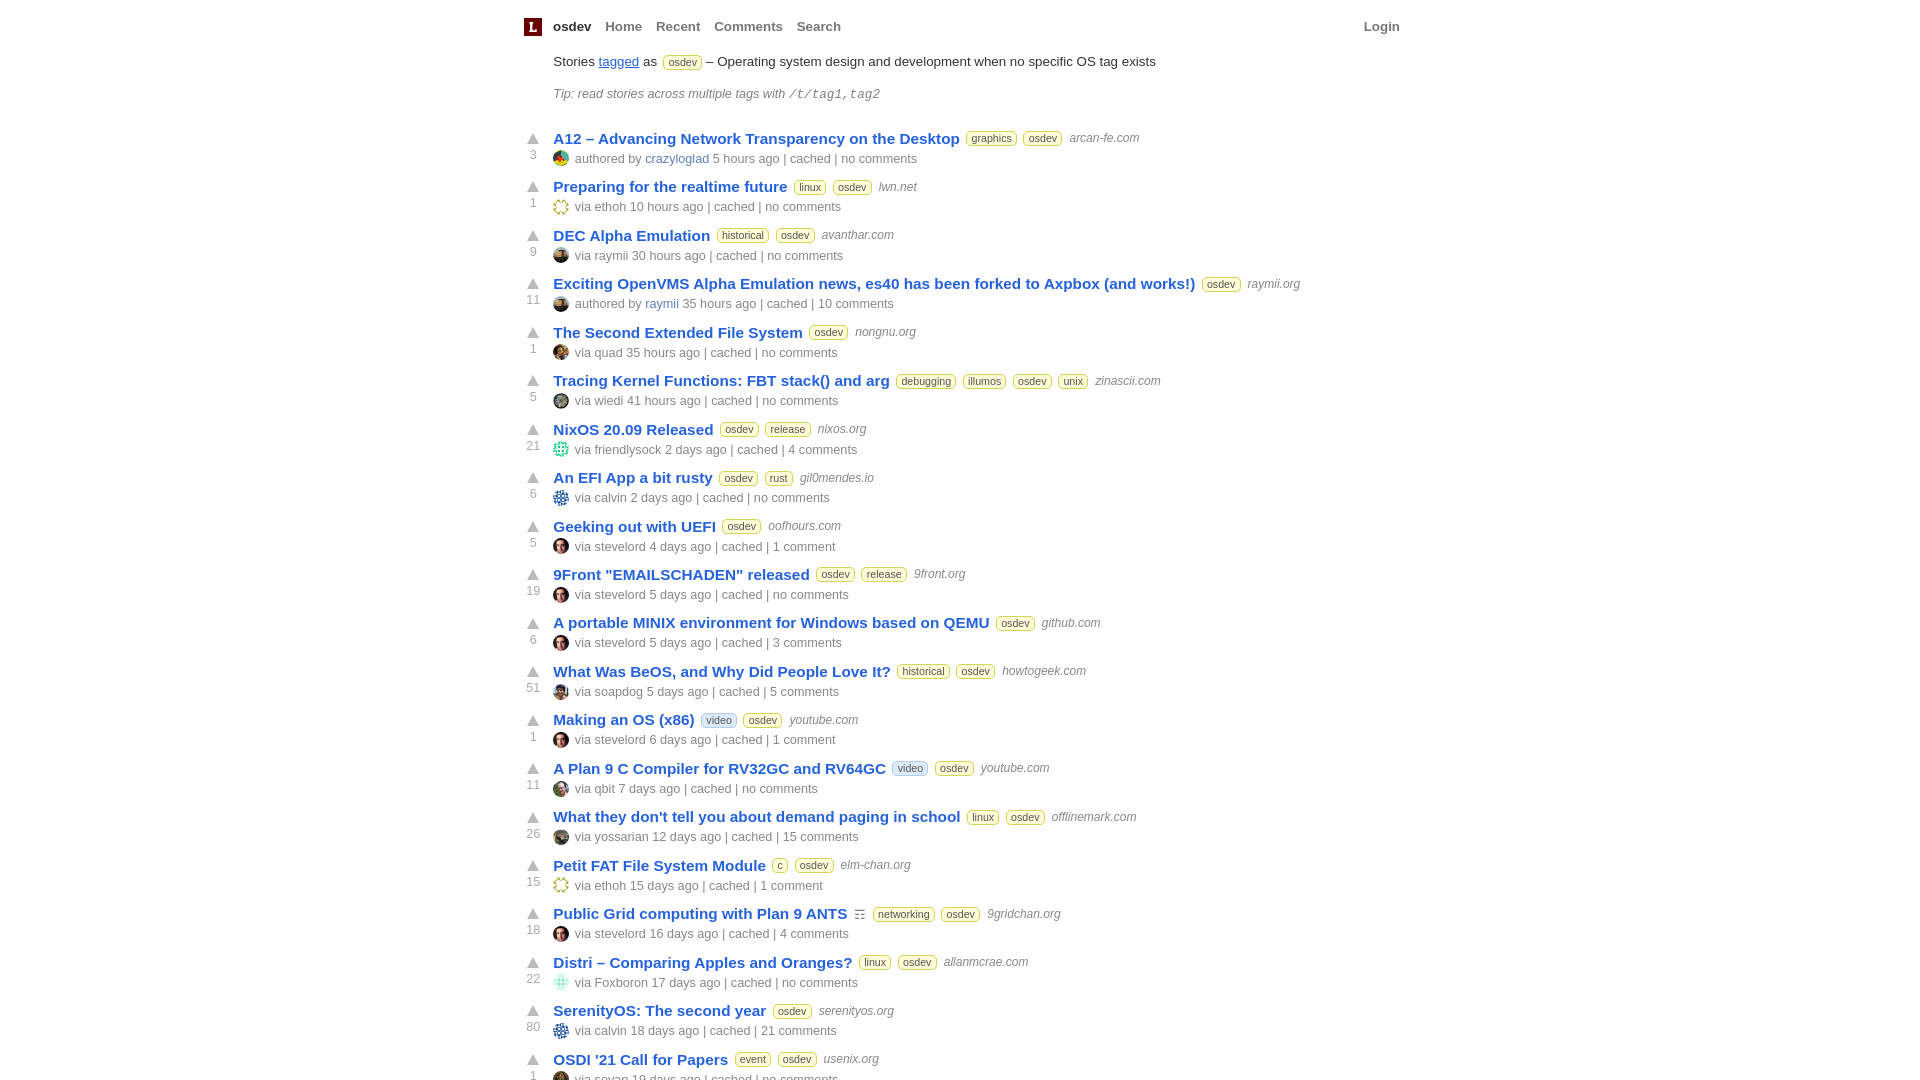 L osdev Home Recent Comments Search Login
Stories tagged as osdev – Operating system design and development when no specific OS tag exists
Tip: read stories across multiple tags with /t/tag1,tag2
A12 – Advancing Network Transparency on the Desktop graphics osdev arcan-fe.com
3 authored by crazyloglad 5 hours ago | cached | no comments
Preparing for the realtime future linux osdev lwn.net
1 via ethoh 10 hours ago | cached | no comments
DEC Alpha Emulation historical osdev avanthar.com
9 via raymii 30 hours ago | cached | no comments
Exciting OpenVMS Alpha Emulation news, es40 has been forked to Axpbox (and works!) osdev raymii.org
11 authored by raymii 35 hours ago | cached | 10 comments
The Second Extended File System osdev nongnu.org
1 via quad 35 hours ago | cached | no comments
Tracing Kernel Functions: FBT stack() and arg debugging illumos osdev unix zinascii.com
5 via wiedi 41 hours ago | cached | no comments
NixOS 20.09 Released osdev release nixos.org
21 via friendlysock 2 days ago | cached | 4 comments
An EFI App a bit rusty osdev rust gil0mendes.io
6 via calvin 2 days ago | cached | no comments
Geeking out with UEFI osdev oofhours.com
5 via stevelord 4 days ago | cached | 1 comment
9Front "EMAILSCHADEN" released osdev release 9front.org
19 via stevelord 5 days ago | cached | no comments
A portable MINIX environment for Windows based on QEMU osdev github.com
6 via stevelord 5 days ago | cached | 3 comments
What Was BeOS, and Why Did People Love It? historical osdev howtogeek.com
51 via soapdog 5 days ago | cached | 5 comments
Making an OS (x86) video osdev youtube.com
1 via stevelord 6 days ago | cached | 1 comment
A Plan 9 C Compiler for RV32GC and RV64GC video osdev youtube.com
11 via qbit 7 days ago | cached | no comments
What they don't tell you about demand paging in school linux osdev offlinemark.com
26 via yossarian 12 days ago | cached | 15 comments
Petit FAT File System Module c osdev elm-chan.org
15 via ethoh 15 days ago | cached | 1 comment
Public Grid computing with Plan 9 ANTS ☶ networking osdev 9gridchan.org
18 via stevelord 16 days ago | cached | 4 comments
Distri – Comparing Apples and Oranges? linux osdev allanmcrae.com
22 via Foxboron 17 days ago | cached | no comments
SerenityOS: The second year osdev serenityos.org
80 via calvin 18 days ago | cached | 21 comments
OSDI '21 Call for Papers event osdev usenix.org
1 via sevan 19 days ago | cached | no comments